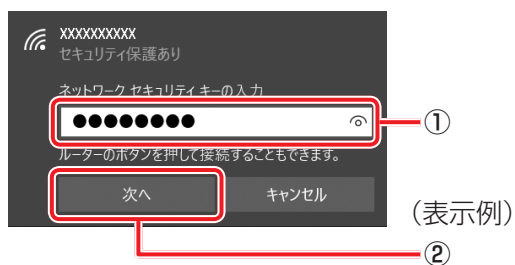 XXXXXXXXXX
セキュリティ保護あり
ネットワーク セキュリティ キーの入力
●●●●●●●●
①
ルーターのボタンを押して接続することもできます。
次へ
キャンセル
（表示例）
②